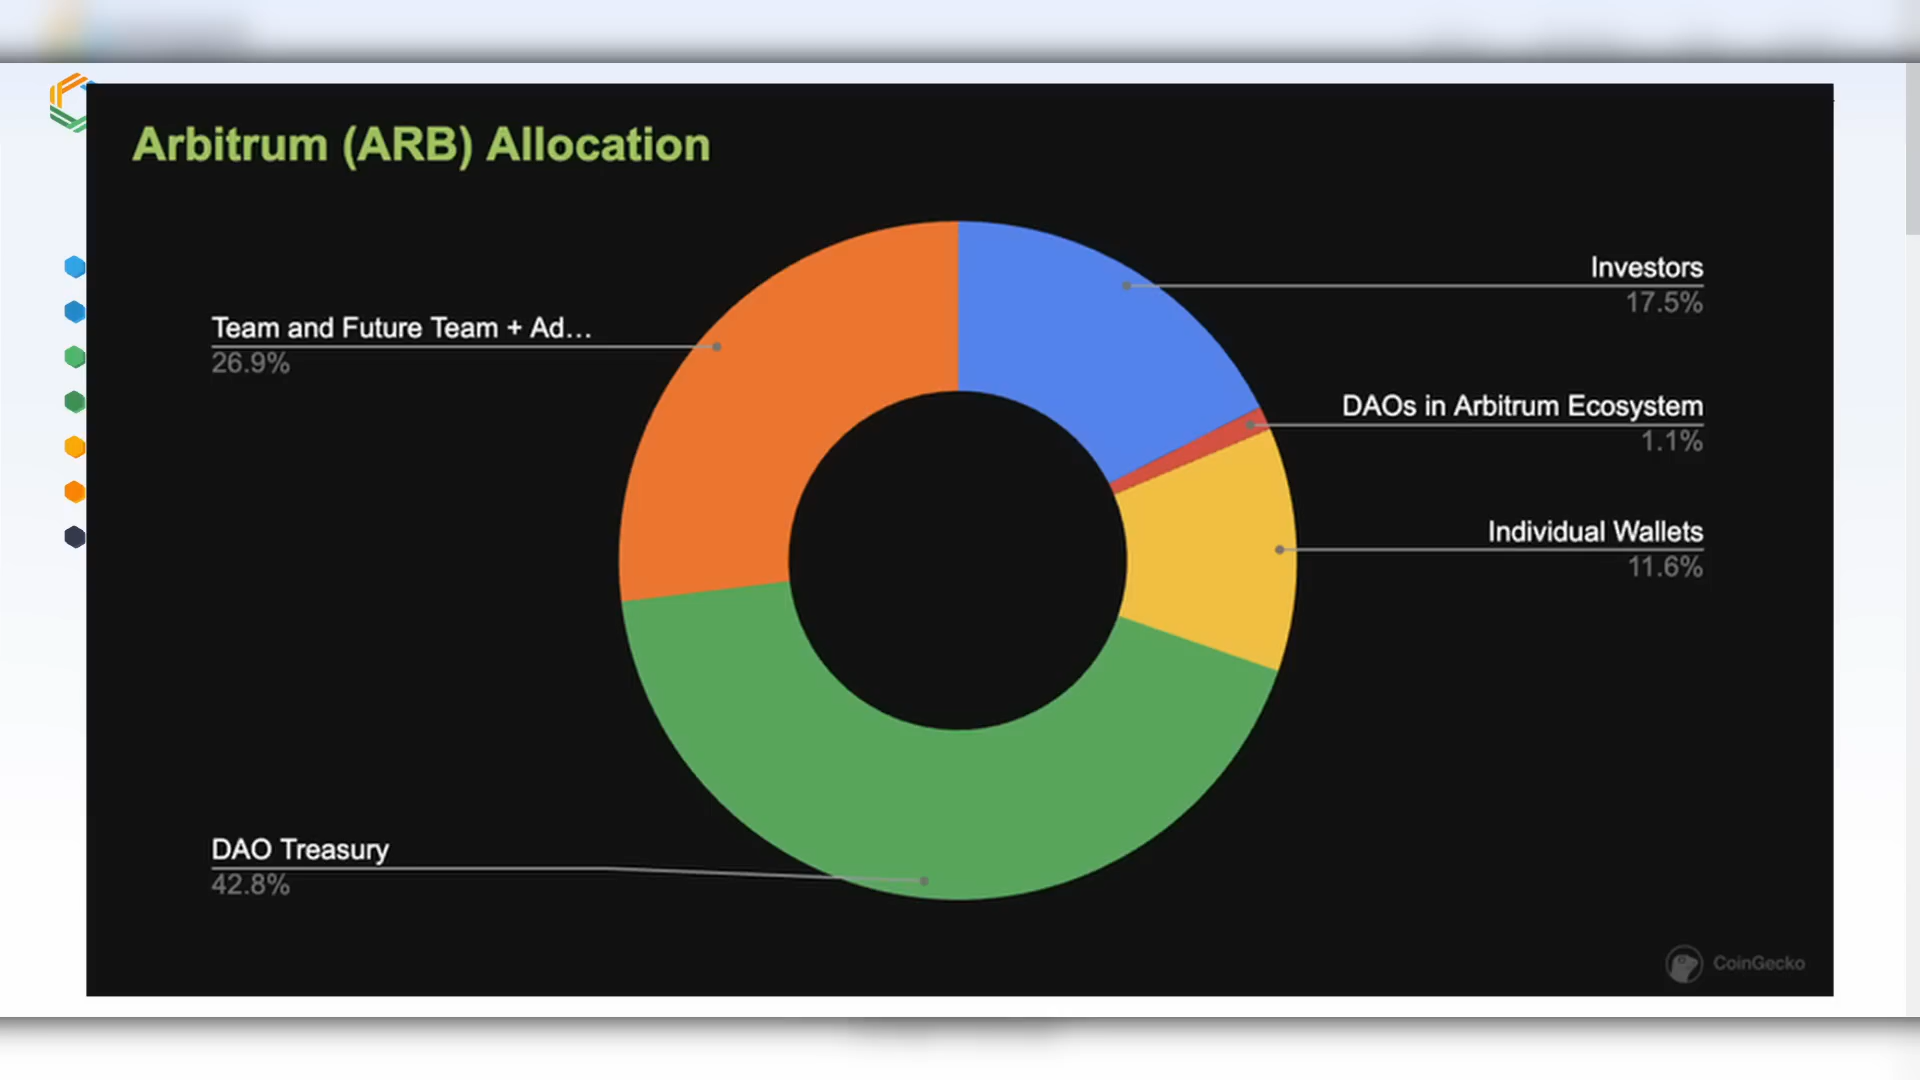 Arbitrum (ARB) Allocation
Investors
17.5%
Team and Future Team + Ad...
26.9%
DAOs in Arbitrum Ecosystem
1.1%
Individual Wallets
11.6%
DAO Treasury
42.8%
CoinGecko